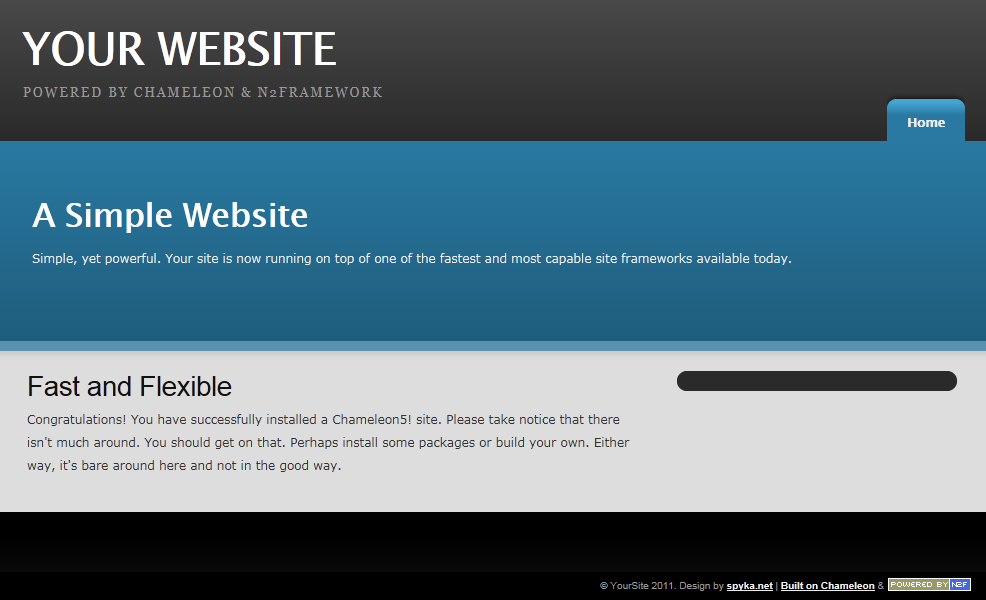 YOUR WEBSITE
POWERED BY CHAMELEON & N2FRAMEWORK
Home
A Simple Website
Simple, yet powerful. Your site is now running on top of one of the fastest and most capable site frameworks available today.
Fast and Flexible
Congratulations! You have successfully installed a Chameleon5! site. Please take notice that there
isn't much around. You should get on that. Perhaps install some packages or build your own. Either
way, it's bare around here and not in the good way.
© YourSite 2011. Design by spyka.net | Built on Chameleon & POWERED BY N2F